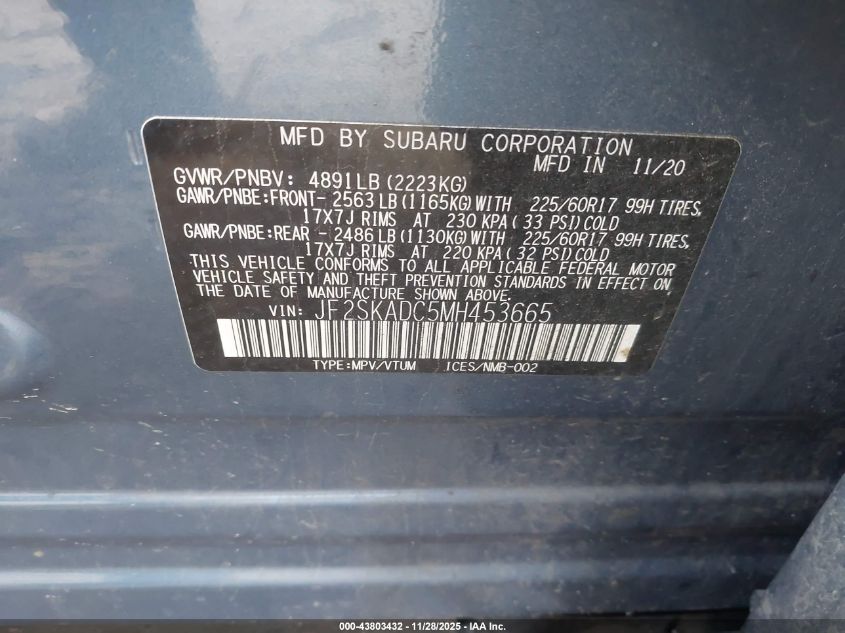 MFD BY SUBARU CORPORATION
MFD IN 11/20
GVWR/PNBV: 4891LB(2223KG)
GAWR/PNBE:FRONT- 2563LB(1165KG)WITH 225/60R17 99H TIRES,
17X7J RIMS AT 230 KPA(33 PSI)COLD
GAWR/PNBE:REAR - 2486LB(1130KG)WITH 225/60R17 99H TIRES,
17X7J RIMS AT 220 KPA(32 PSI)COLD
THIS VEHICLE CONFORMS TO ALL APPLICABLE FEDERAL MOTOR
VEHICLE SAFETY AND THEFT PREVENTION STANDARDS IN EFFECT ON
THE DATE OF MANUFACTURE SHOWN ABOVE.
VIN: JF2SKADC5MH453665
TYPE:MPV/VTUM ICES/NMB-002
000-43803432 — 11/28/2025 — IAA Inc.